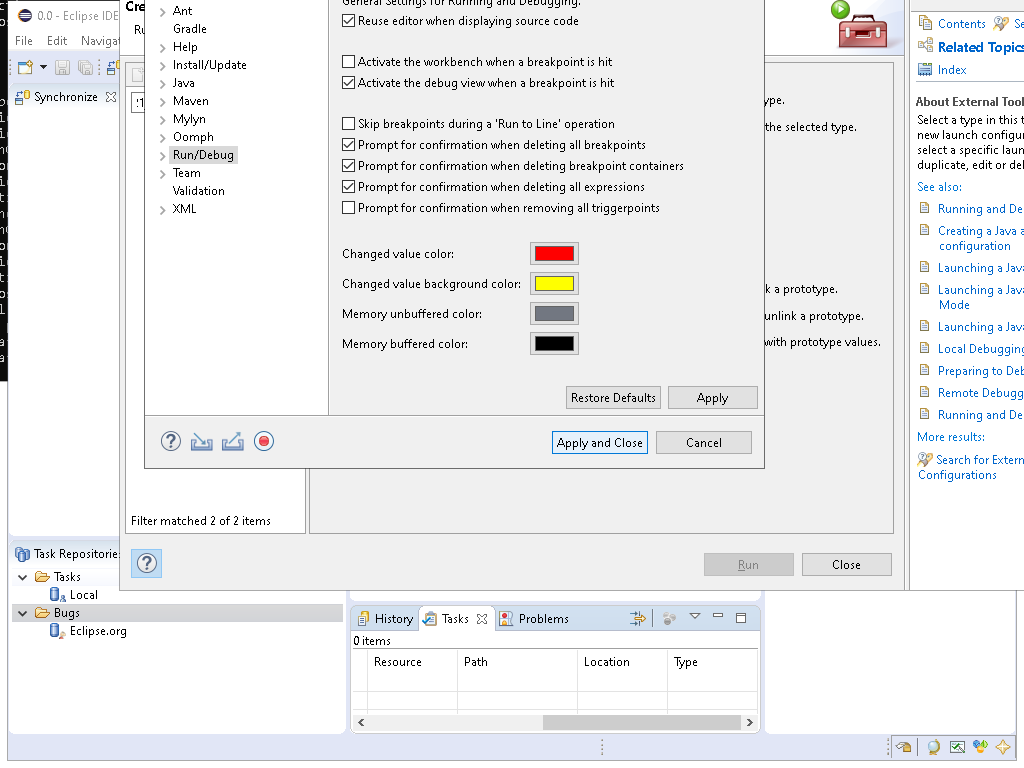 0.0 - Eclipse IDE
File Edit Navigat
Synchronize
Ant
Gradle
Help
Install/Update
Java
Maven
Mylyn
Oomph
Run/Debug
Team
Validation
XML
General Settings for Running and Debugging.
Reuse editor when displaying source code
Activate the workbench when a breakpoint is hit
Activate the debug view when a breakpoint is hit
Skip breakpoints during a 'Run to Line' operation
Prompt for confirmation when deleting all breakpoints
Prompt for confirmation when deleting breakpoint containers
Prompt for confirmation when deleting all expressions
Prompt for confirmation when removing all triggerpoints
Changed value color:
Changed value background color:
Memory unbuffered color:
Memory buffered color:
Restore Defaults Apply
Apply and Close Cancel
Cre
Ru
ype.
the selected type.
k a prototype.
unlink a prototype.
with prototype values.
Filter matched 2 of 2 items
Run Close
Contents Se
Related Topics
Index
About External Tool
Select a type in this t
new launch configur
select a specific laun
duplicate, edit or del
See also:
Running and De
Creating a Java a
configuration
Launching a Java
Launching a Java
Mode
Launching a Java
Local Debugging
Preparing to Deb
Remote Debugg
Running and De
More results:
Search for Extern
Configurations
Task Repositories
Tasks
Local
Bugs
Eclipse.org
History Tasks Problems
0 items
Resource Path Location Type